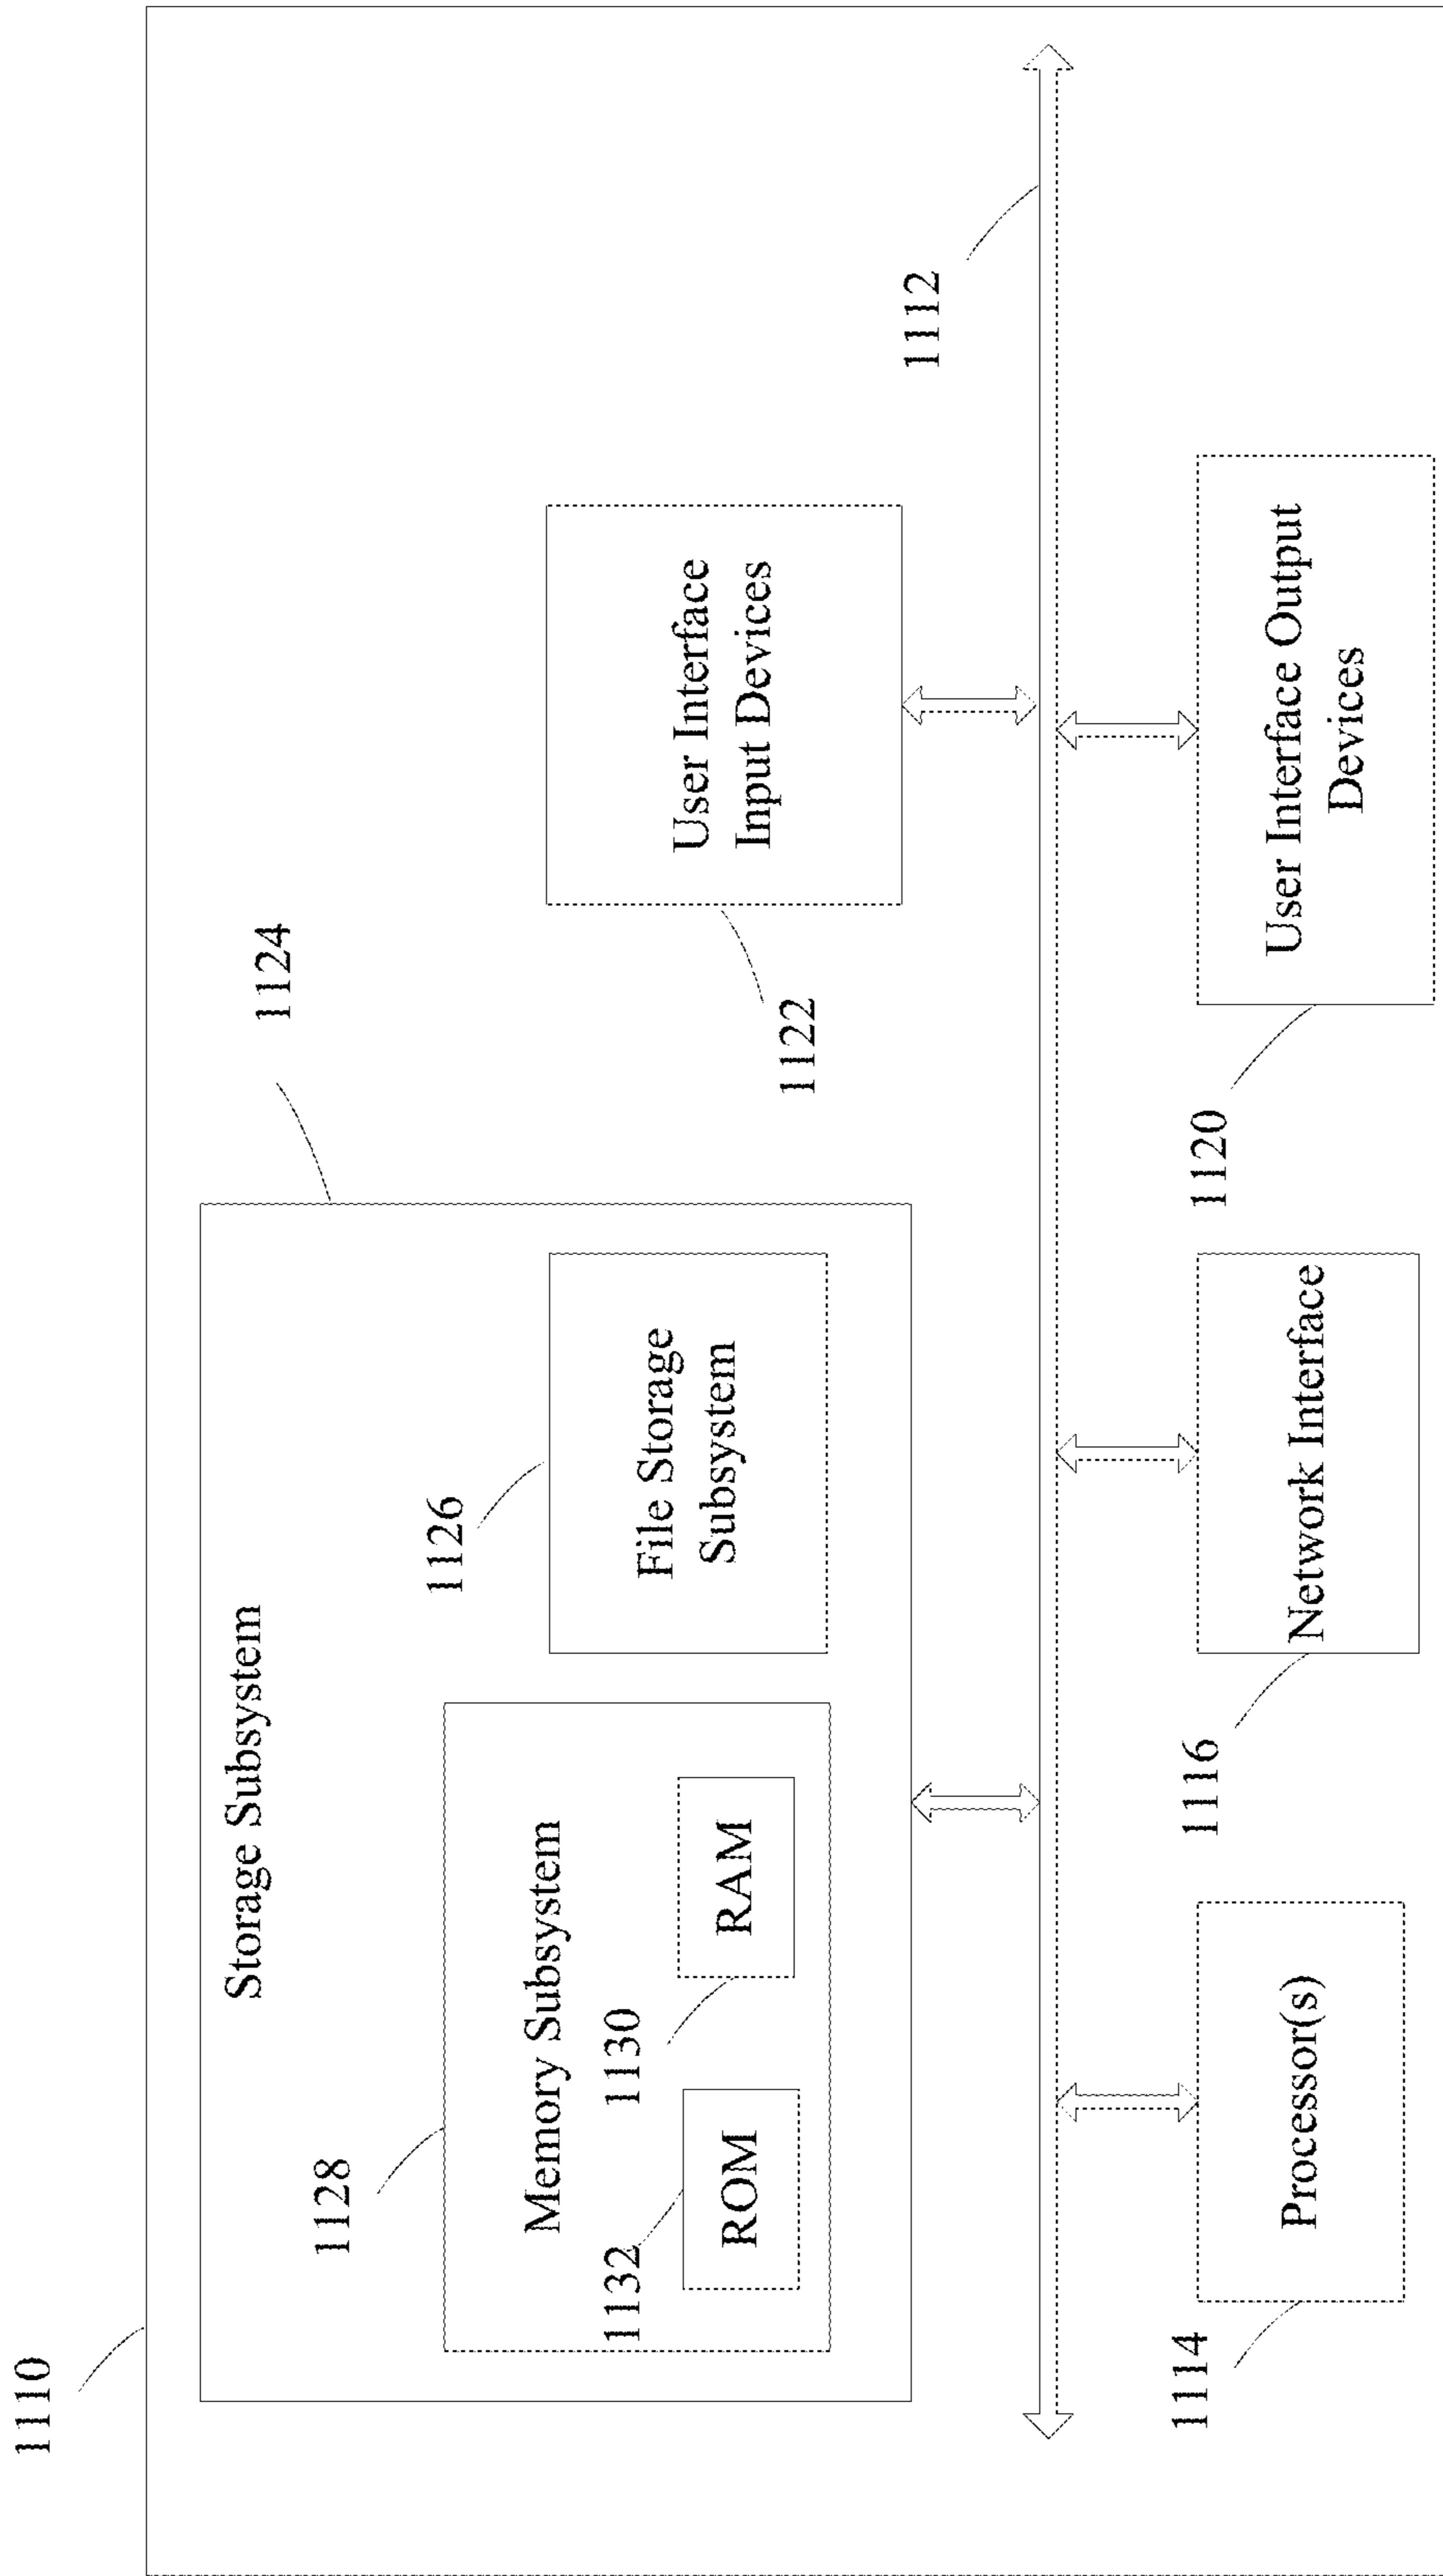 1110
Storage Subsystem
1124
1128
Memory Subsystem
1132
ROM
1130
RAM
1126
File Storage
Subsystem
User Interface
Input Devices
1122
1112
1114
Processor(s)
1116
Network Interface
1120
User Interface Output
Devices